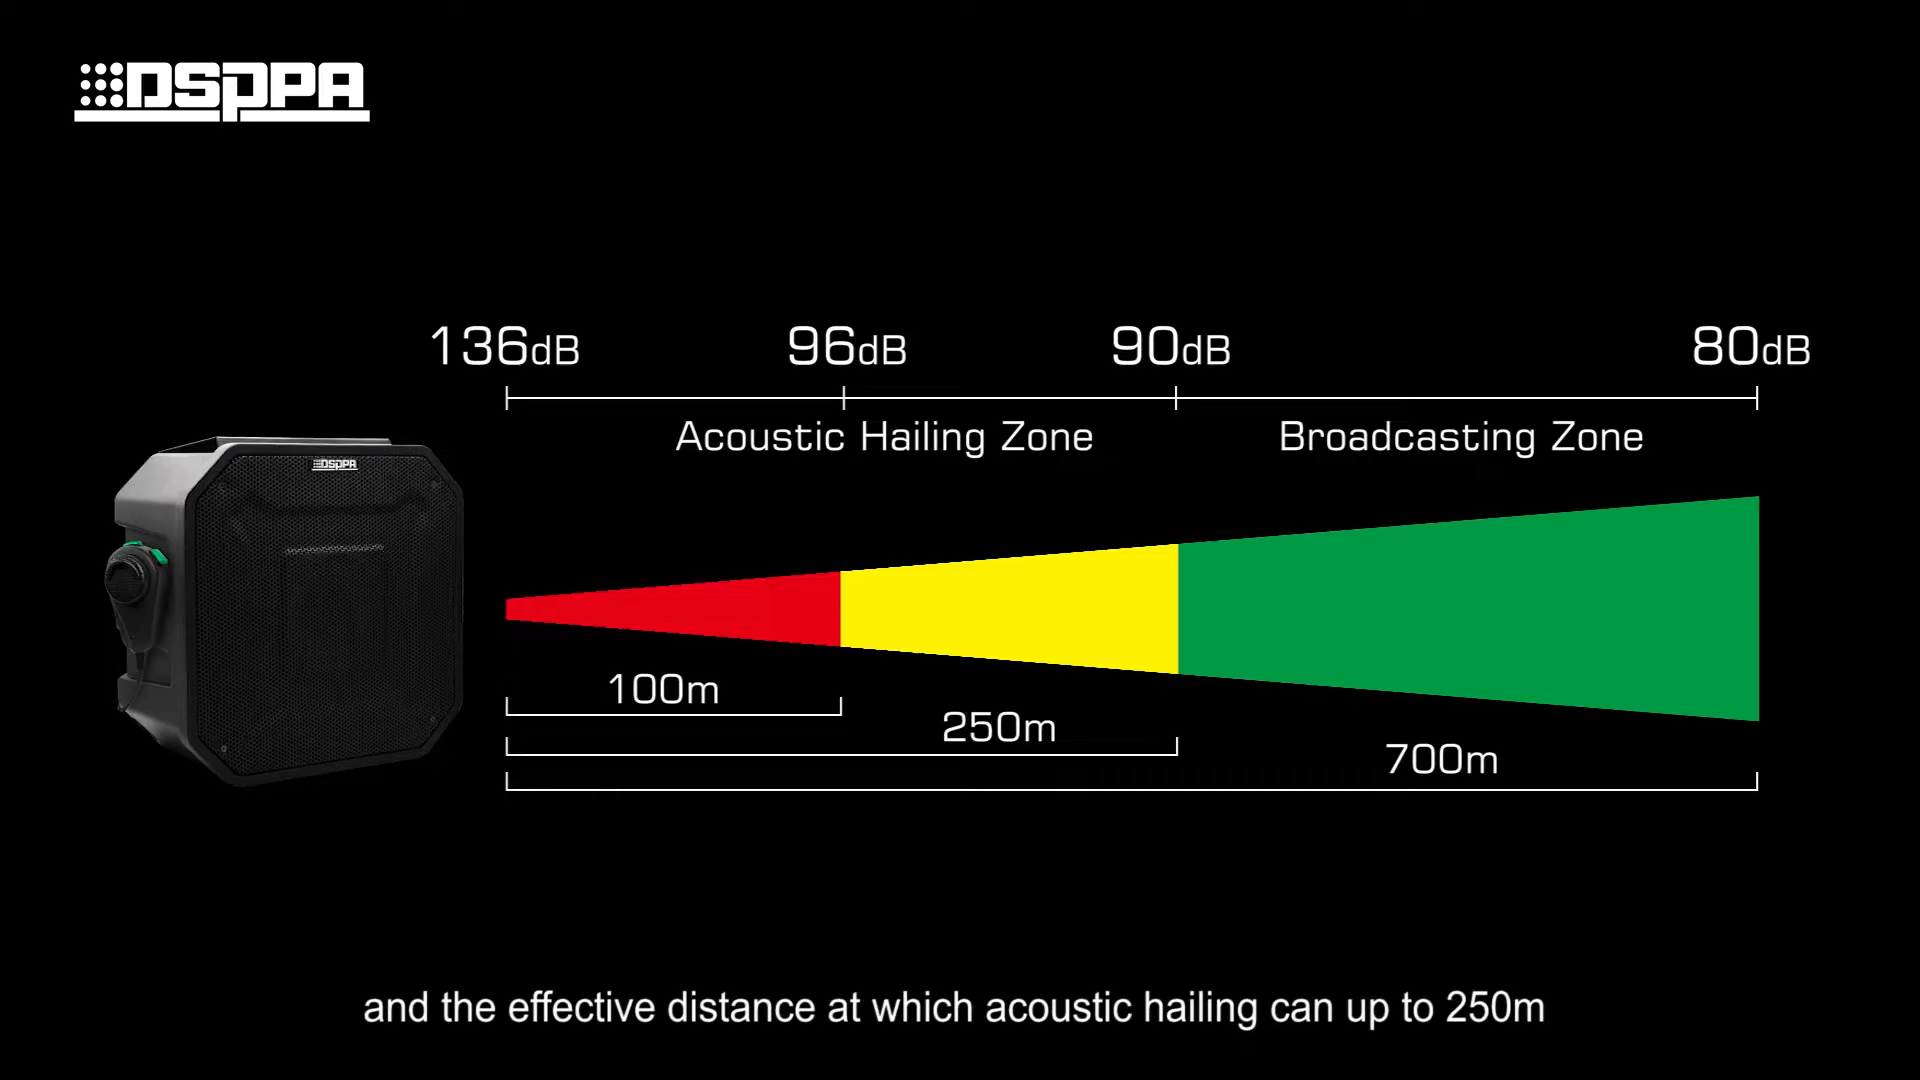 DSPPA
136dB 96dB 90dB 80dB
Acoustic Hailing Zone Broadcasting Zone
DSPPA
100m
250m
700m
and the effective distance at which acoustic hailing can up to 250m